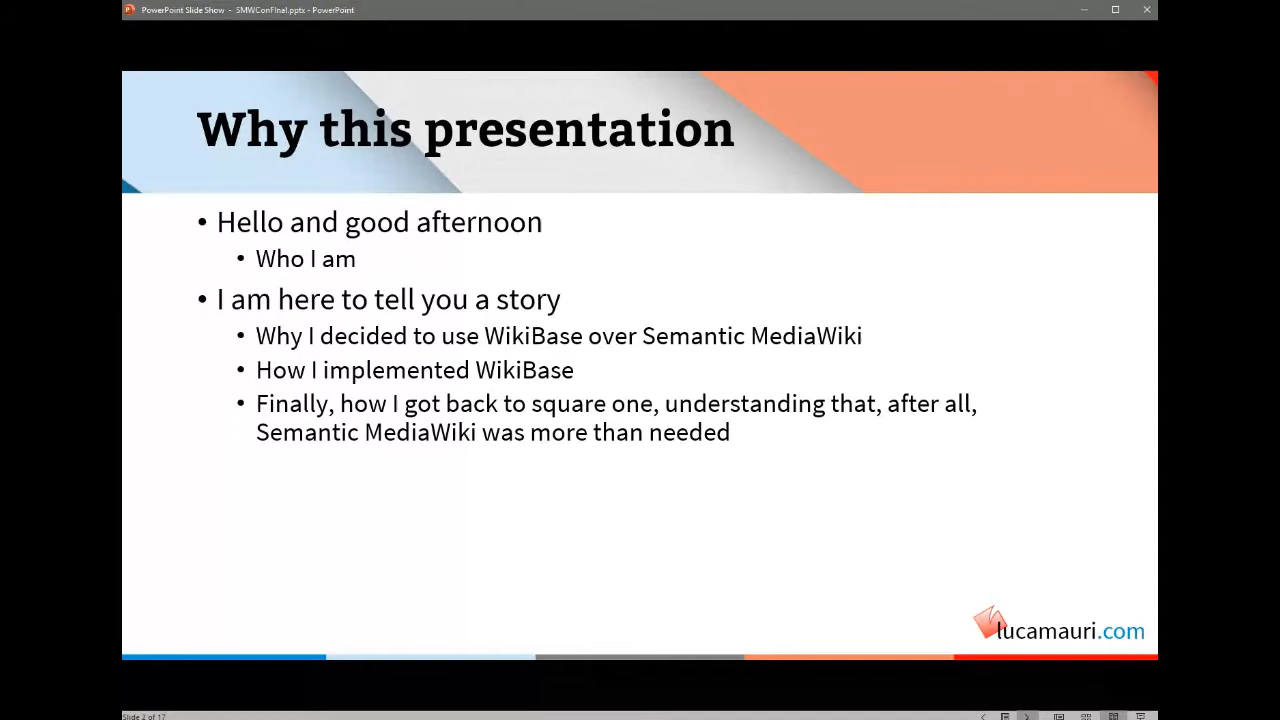 PowerPoint Slide Show - SMWConFInal.pptx - PowerPoint
Why this presentation
• Hello and good afternoon
• Who I am
• I am here to tell you a story
• Why I decided to use WikiBase over Semantic MediaWiki
• How I implemented WikiBase
• Finally, how I got back to square one, understanding that, after all,
Semantic MediaWiki was more than needed
lucamauri.com
Slide 2 of 17